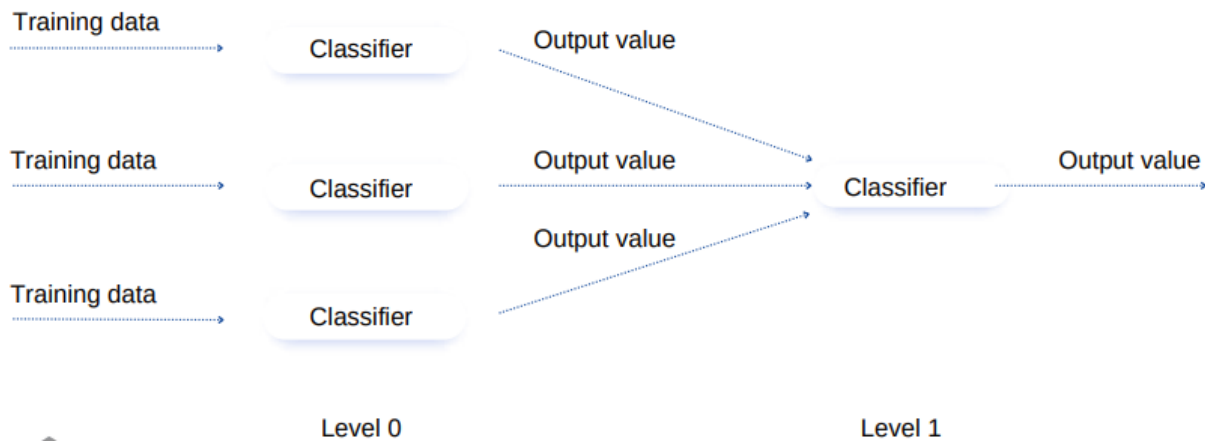 Training data
Classifier
Output value
Training data
Classifier
Output value
Classifier
Output value
Output value
Training data
Classifier
Level 0
Level 1